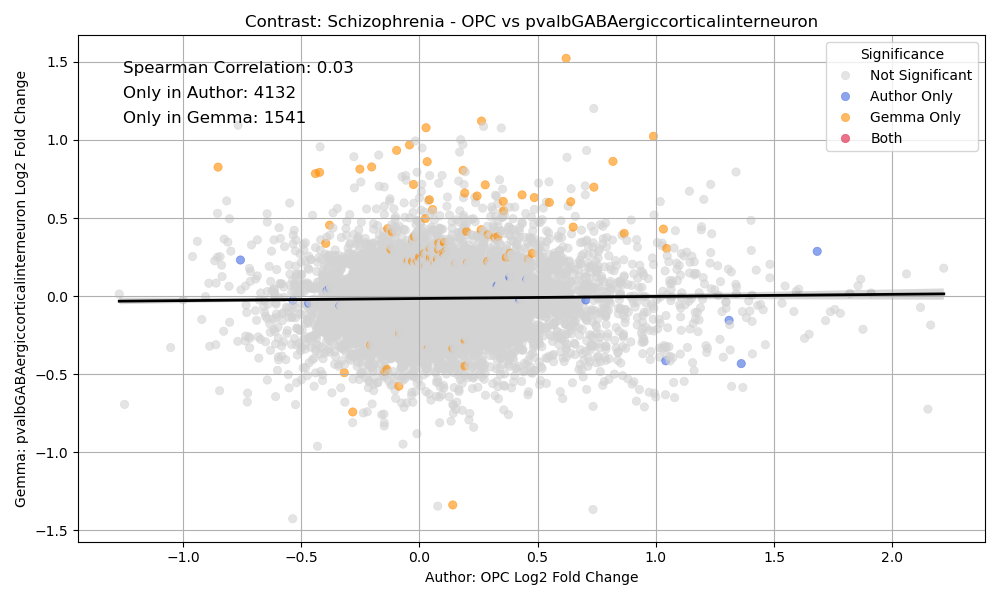 Contrast: Schizophrenia - OPC vs pvalbGABAergiccorticalinterneuron
Spearman Correlation: 0.03
Only in Author: 4132
Only in Gemma: 1541
Significance
Not Significant
Author Only
Gemma Only
Both
Gemma: pvalbGABAergiccorticalinterneuron Log2 Fold Change
1.5
1.0
0.5
0.0
−0.5
−1.0
−1.5
−1.0 −0.5 0.0 0.5 1.0 1.5 2.0
Author: OPC Log2 Fold Change